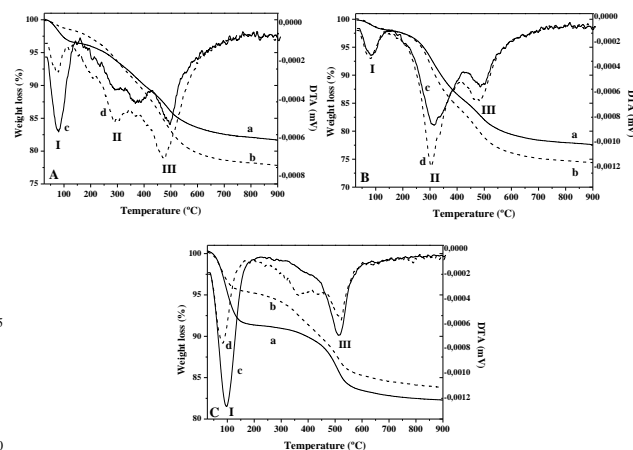 100
95
90
85
80
75
Weight loss (%)
0,0000
-0,0002
-0,0004
-0,0006
-0,0008
DTA (mV)
I
c
d
II
III
a
b
A
100 200 300 400 500 600 700 800 900
Temperature (ºC)
100
95
90
85
80
75
70
Weight loss (%)
0,0000
-0,0002
-0,0004
-0,0006
-0,0008
-0,0010
-0,0012
DTA (mV)
I
c
d
II
III
a
b
B
100 200 300 400 500 600 700 800 900
Temperature (ºC)
100
95
90
85
80
Weight loss (%)
0,0000
-0,0002
-0,0004
-0,0006
-0,0008
-0,0010
-0,0012
DTA (mV)
b
a
d
c
III
C
I
100 200 300 400 500 600 700 800 900
Temperature (ºC)
5
0